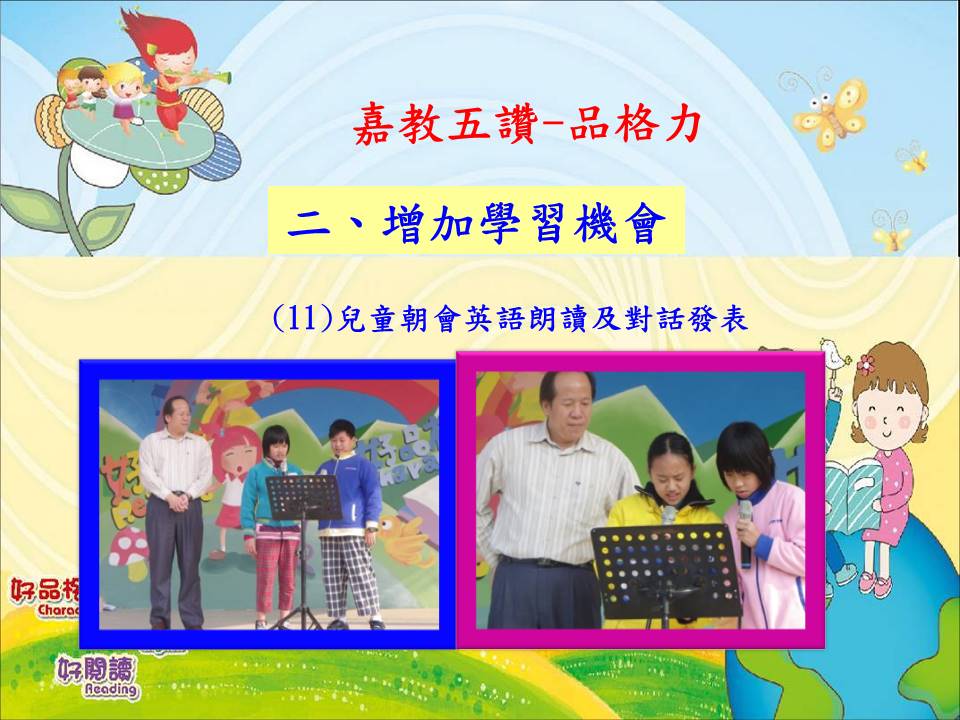 嘉教五讚-品格力
二、增加學習機會
(11)兒童朝會英語朗讀及對話發表
好品格
Charac
好閱讀
Reading